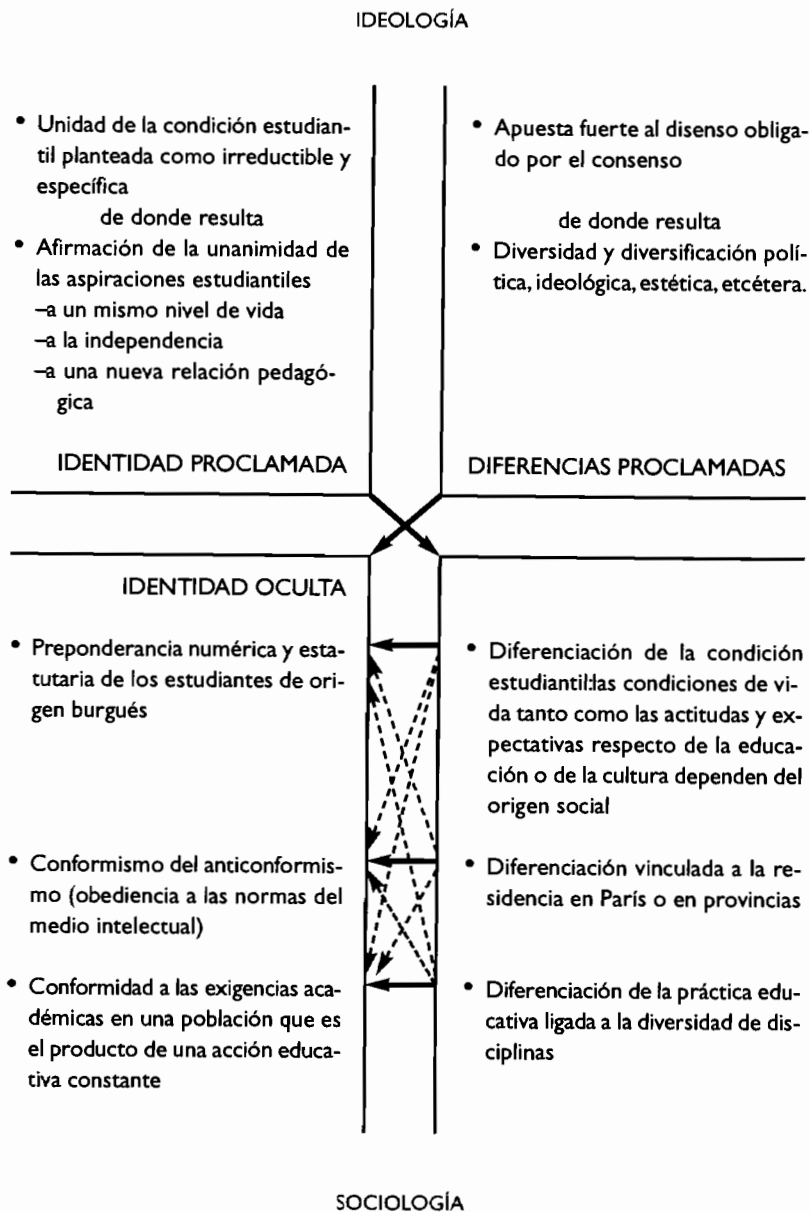 IDEOLOGÍA
• Unidad de la condición estudian-
til planteada como irreductible y
específica
de donde resulta
• Afirmación de la unanimidad de
las aspiraciones estudiantiles
–a un mismo nivel de vida
–a la independencia
–a una nueva relación pedagó-
gica
IDENTIDAD PROCLAMADA
• Apuesta fuerte al disenso obliga-
do por el consenso
de donde resulta
• Diversidad y diversificación polí-
tica, ideológica, estética, etcétera.
DIFERENCIAS PROCLAMADAS
IDENTIDAD OCULTA
• Preponderancia numérica y esta-
tutaria de los estudiantes de ori-
gen burgués
• Conformismo del anticonformis-
mo (obediencia a las normas del
medio intelectual)
• Conformidad a las exigencias aca-
démicas en una población que es
el producto de una acción educa-
tiva constante
• Diferenciación de la condición
estudiantil:las condiciones de vi-
da tanto como las actitudes y ex-
pectativas respecto de la educa-
ción o de la cultura dependen del
origen social
• Diferenciación vinculada a la re-
sidencia en París o en provincias
• Diferenciación de la práctica edu-
cativa ligada a la diversidad de dis-
ciplinas
SOCIOLOGÍA